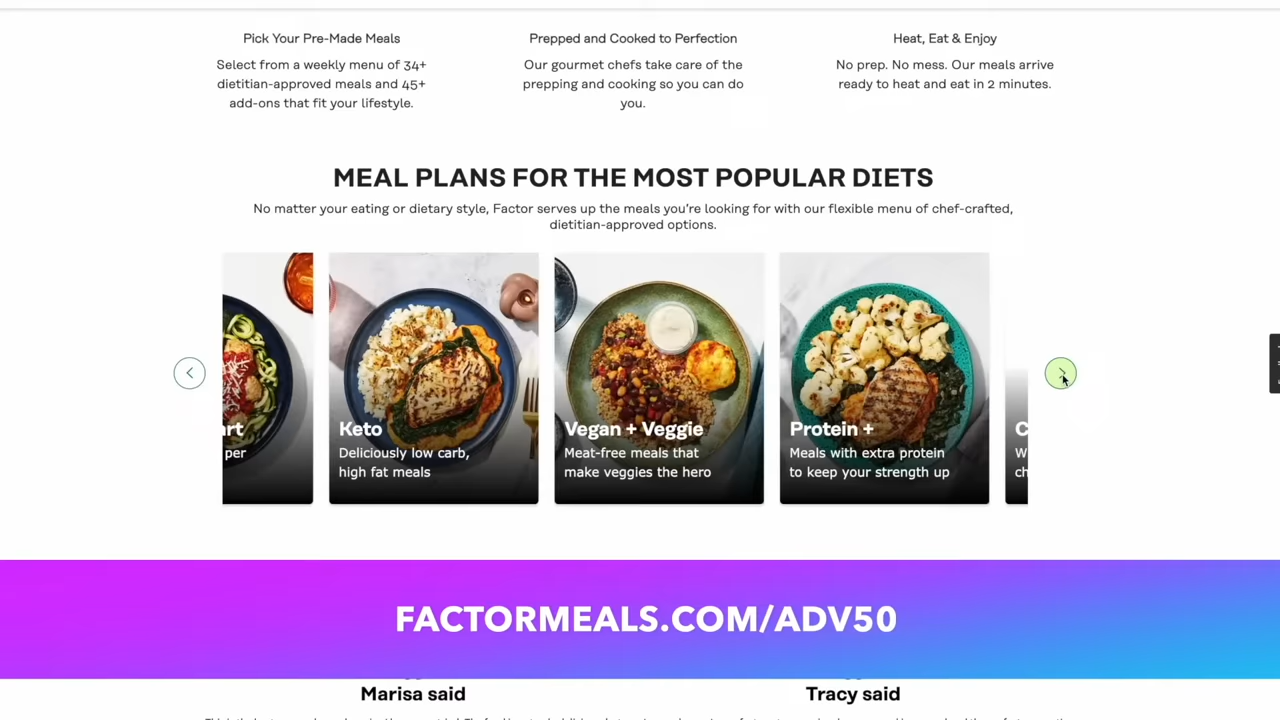 Pick Your Pre-Made Meals
Select from a weekly menu of 34+
dietitian-approved meals and 45+
add-ons that fit your lifestyle.
Prepped and Cooked to Perfection
Our gourmet chefs take care of the
prepping and cooking so you can do
you.
Heat, Eat & Enjoy
No prep. No mess. Our meals arrive
ready to heat and eat in 2 minutes.
MEAL PLANS FOR THE MOST POPULAR DIETS
No matter your eating or dietary style, Factor serves up the meals you're looking for with our flexible menu of chef-crafted,
dietitian-approved options.
rt
per
Keto
Deliciously low carb,
high fat meals
Vegan + Veggie
Meat-free meals that
make veggies the hero
Protein +
Meals with extra protein
to keep your strength up
C
W
ch
FACTORMEALS.COM/ADV50
Marisa said
Tracy said